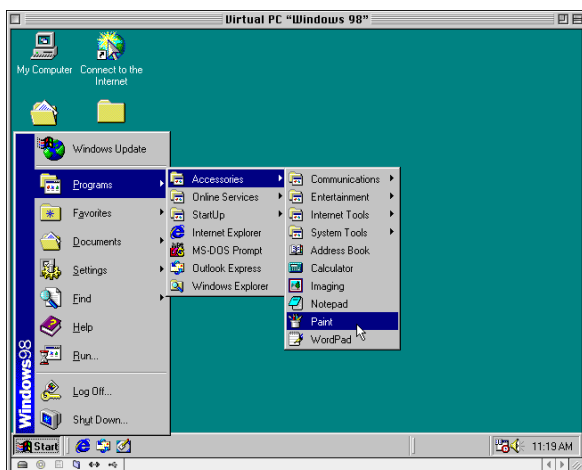 Virtual PC "Windows 98"
My Computer
Connect to the
Internet
Windows Update
Programs
Favorites
Documents
Settings
Find
Help
Run...
Log Off...
Shut Down...
Windows98
Accessories
Online Services
StartUp
Internet Explorer
MS-DOS Prompt
Outlook Express
Windows Explorer
Communications
Entertainment
Internet Tools
System Tools
Address Book
Calculator
Imaging
Notepad
Paint
WordPad
Start
11:19 AM